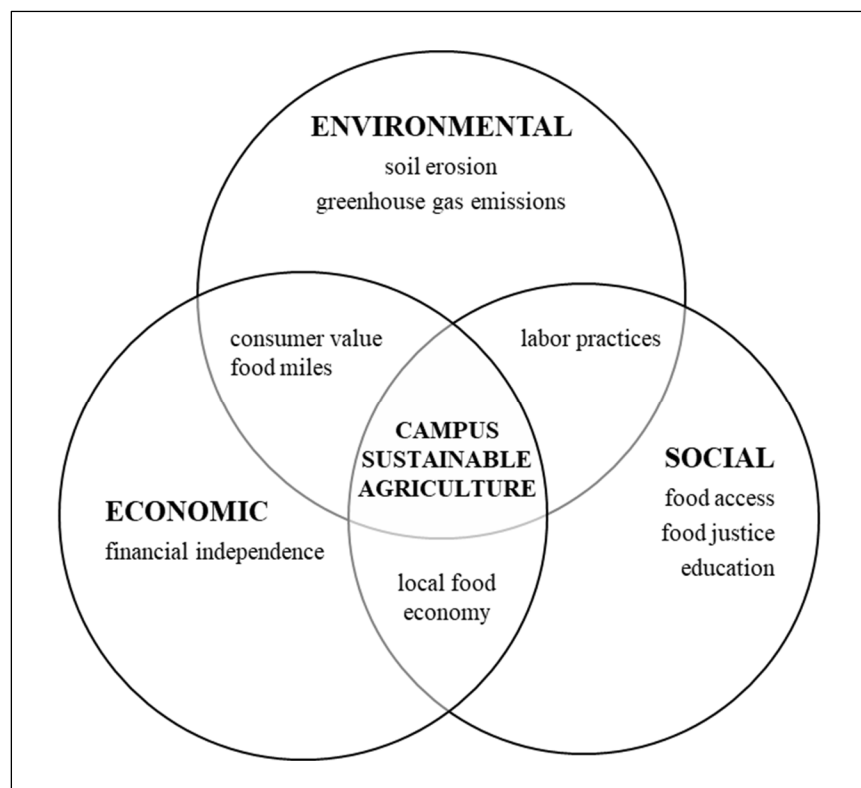 ENVIRONMENTAL
soil erosion
greenhouse gas emissions
consumer value
food miles
labor practices
CAMPUS
SUSTAINABLE
AGRICULTURE
ECONOMIC
financial independence
SOCIAL
food access
food justice
education
local food
economy